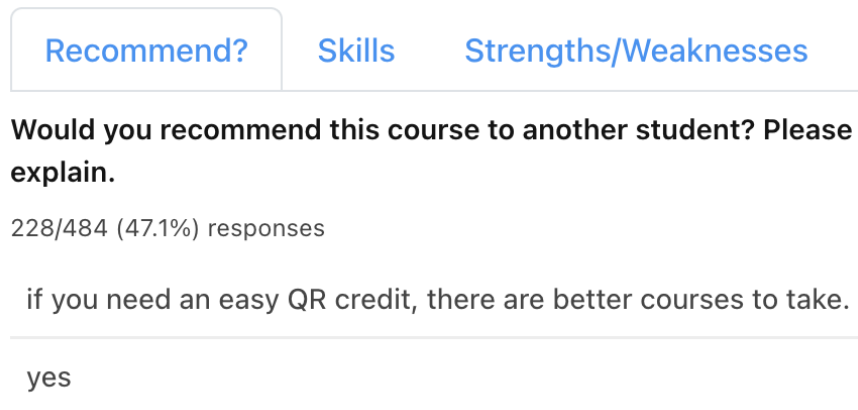 Recommend? Skills Strengths/Weaknesses
Would you recommend this course to another student? Please
explain.
228/484 (47.1%) responses
if you need an easy QR credit, there are better courses to take.
yes